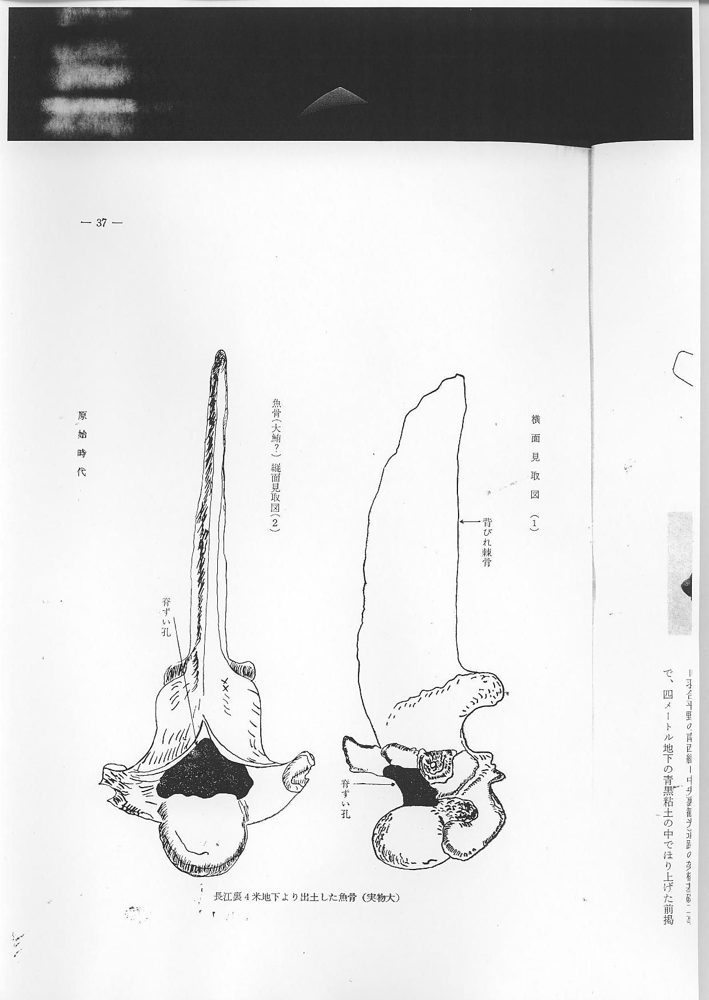 で、四メートル地下の青黒粘土の中でほり上げた前掲
横面見取図(1)
背びれ棘骨
脊ずい孔
魚骨(大鮪?)縦面見取図(2)
脊ずい孔
長江裏4米地下より出土した魚骨(実物大)
原始時代
— 37 —